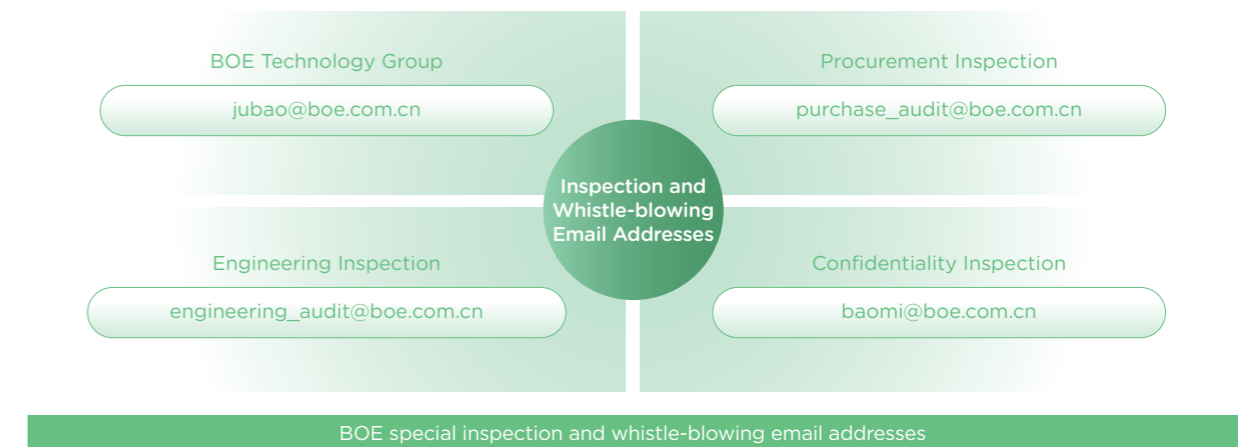 BOE Technology Group
jubao@boe.com.cn
Procurement Inspection
purchase_audit@boe.com.cn
Inspection and
Whistle-blowing
Email Addresses
Engineering Inspection
engineering_audit@boe.com.cn
Confidentiality Inspection
baomi@boe.com.cn
BOE special inspection and whistle-blowing email addresses